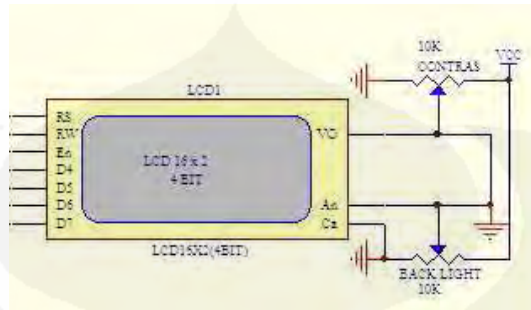 10K
CONTRAS
VCC
LCD1
RS
RW
En
D4
D5
D6
D7
LCD 16 x 2
4 BIT
VG
An
Ca
LCD16X2(4BIT)
BACK LIGHT
10K